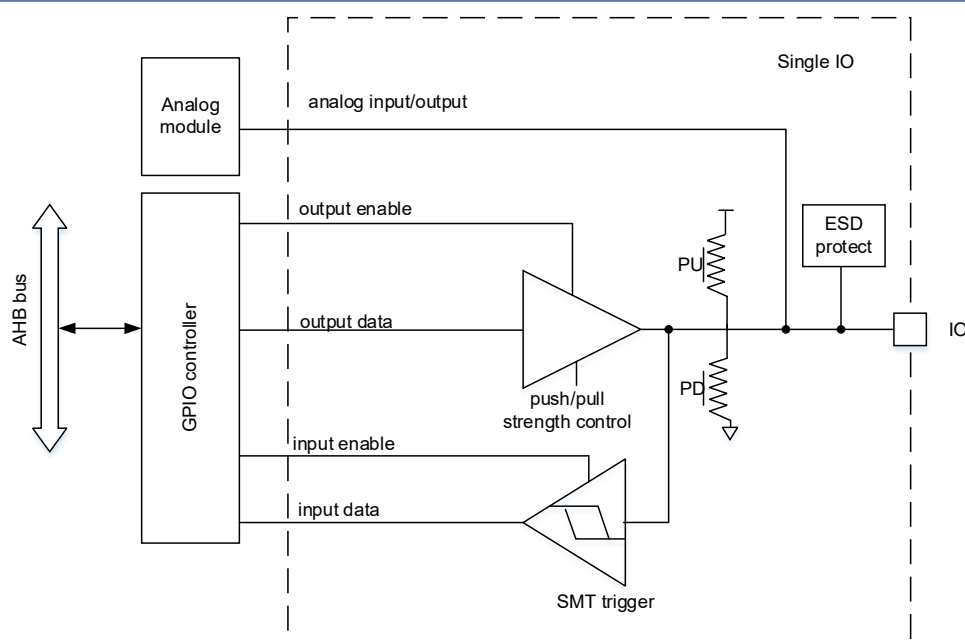 Single IO
Analog
module
analog input/output
output enable
ESD
protect
PU
AHB bus
GPIO controller
output data
IO
PD
push/pull
strength control
input enable
input data
SMT trigger